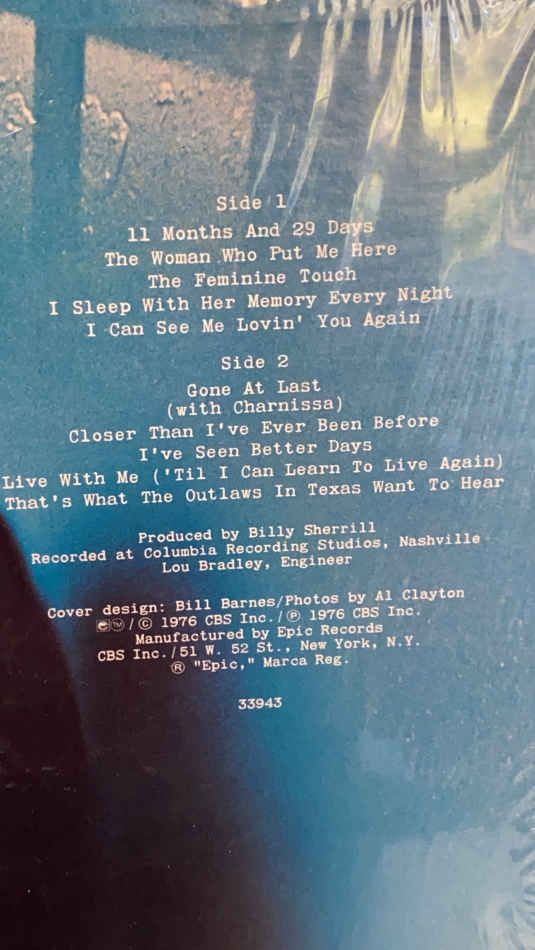 Side 1
11 Months And 29 Days
The Woman Who Put Me Here
The Feminine Touch
I Sleep With Her Memory Every Night
I Can See Me Lovin' You Again
Side 2
Gone At Last
(with Charnissa)
Closer Than I've Ever Been Before
I've Seen Better Days
Live With Me ('Til I Can Learn To Live Again)
That's What The Outlaws In Texas Want To Hear
Produced by Billy Sherrill
Recorded at Columbia Recording Studios, Nashville
Lou Bradley, Engineer
Cover design: Bill Barnes/Photos by Al Clayton
TM/© 1976 CBS Inc./℗ 1976 CBS Inc.
Manufactured by Epic Records
CBS Inc./51 W. 52 St., New York, N.Y.
® "Epic," Marca Reg.
33943